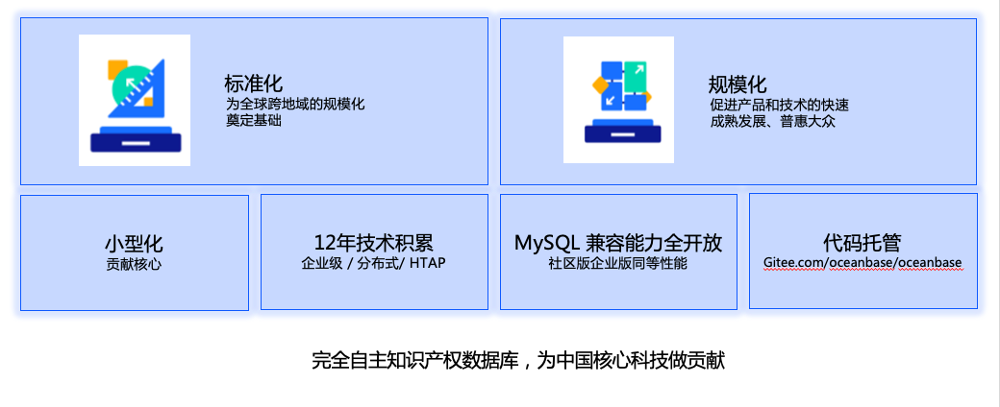 标准化
为全球跨地域的规模化
奠定基础
规模化
促进产品和技术的快速
成熟发展、普惠大众
小型化
贡献核心
12年技术积累
企业级 / 分布式/ HTAP
MySQL 兼容能力全开放
社区版企业版同等性能
代码托管
Gitee.com/oceanbase/oceanbase
完全自主知识产权数据库，为中国核心科技做贡献